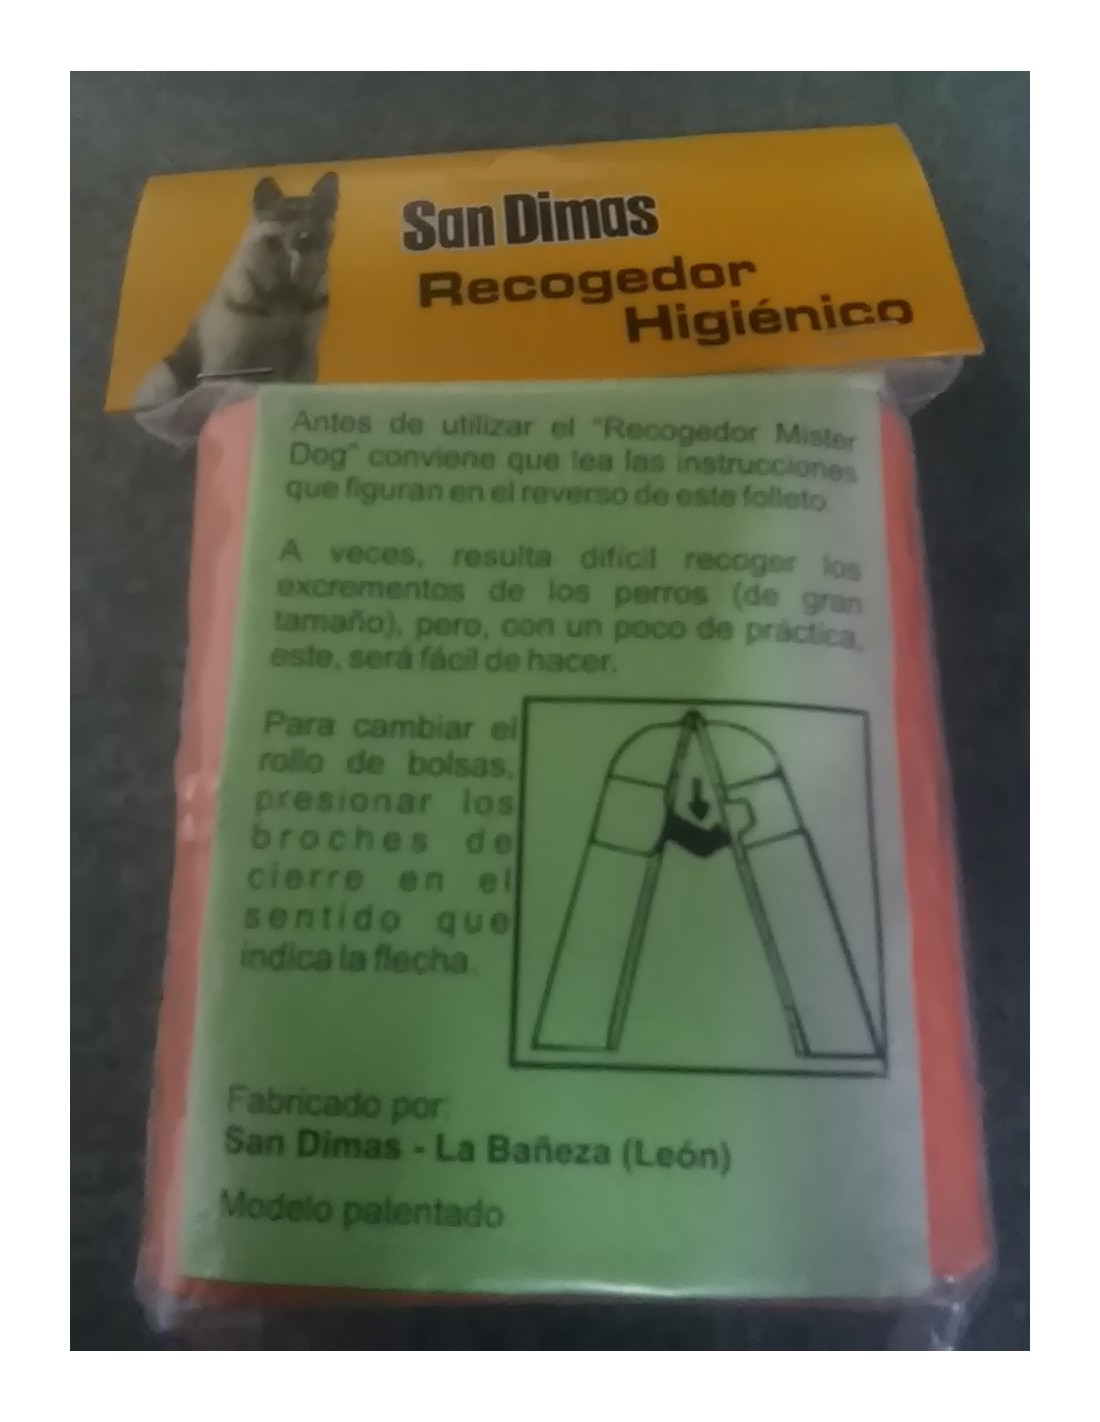 San Dimas
Recogedor
Higiénico
Antes de utilizar el "Recogedor Mister
Dog" conviene que lea las instrucciones
que figuran en el reverso de este folleto.
A veces, resulta difícil recoger los
excrementos de los perros (de gran
tamaño), pero, con un poco de práctica,
este, será fácil de hacer.
Para cambiar el
rollo de bolsas,
presionar los
broches de
cierre en el
sentido que
indica la flecha.
Fabricado por:
San Dimas - La Bañeza (León)
Modelo patentado